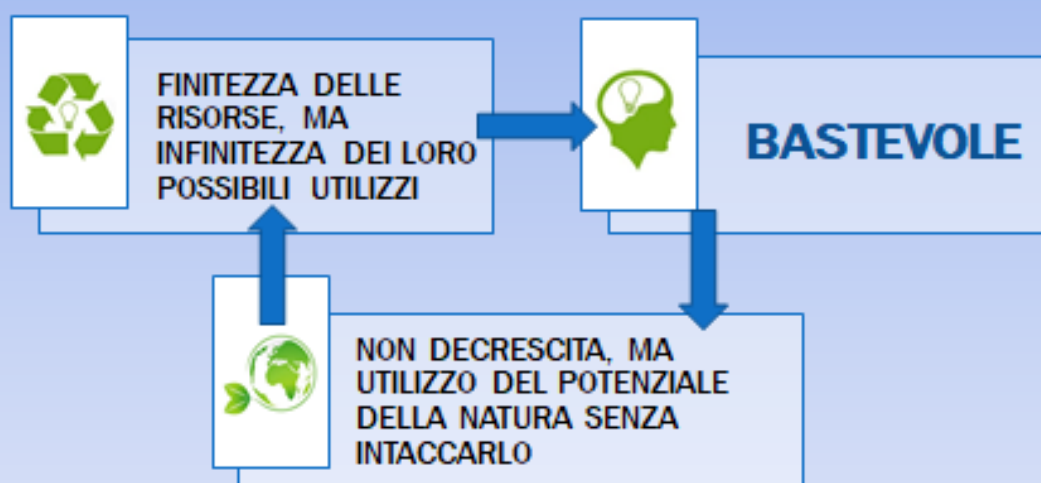 FINITEZZA DELLE
RISORSE, MA
INFINITEZZA DEI LORO
POSSIBILI UTILIZZI
BASTEVOLE
NON DECRESCITA, MA
UTILIZZO DEL POTENZIALE
DELLA NATURA SENZA
INTACCARLO